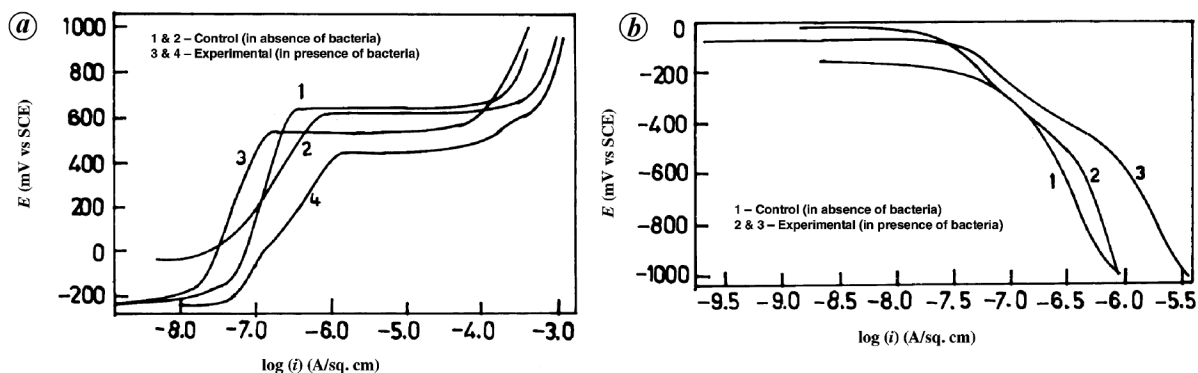 a
1 & 2 – Control (in absence of bacteria)
3 & 4 – Experimental (in presence of bacteria)
1000
800
600
400
200
0
-200
E (mV vs SCE)
1
2
3
4
-8.0 -7.0 -6.0 -5.0 -4.0 -3.0
log (i) (A/sq. cm)
b
0
-200
-400
-600
-800
-1000
E (mV vs SCE)
1
2
3
1 – Control (in absence of bacteria)
2 & 3 – Experimental (in presence of bacteria)
-9.5 -9.0 -8.5 -8.0 -7.5 -7.0 -6.5 -6.0 -5.5
log (i) (A/sq. cm)